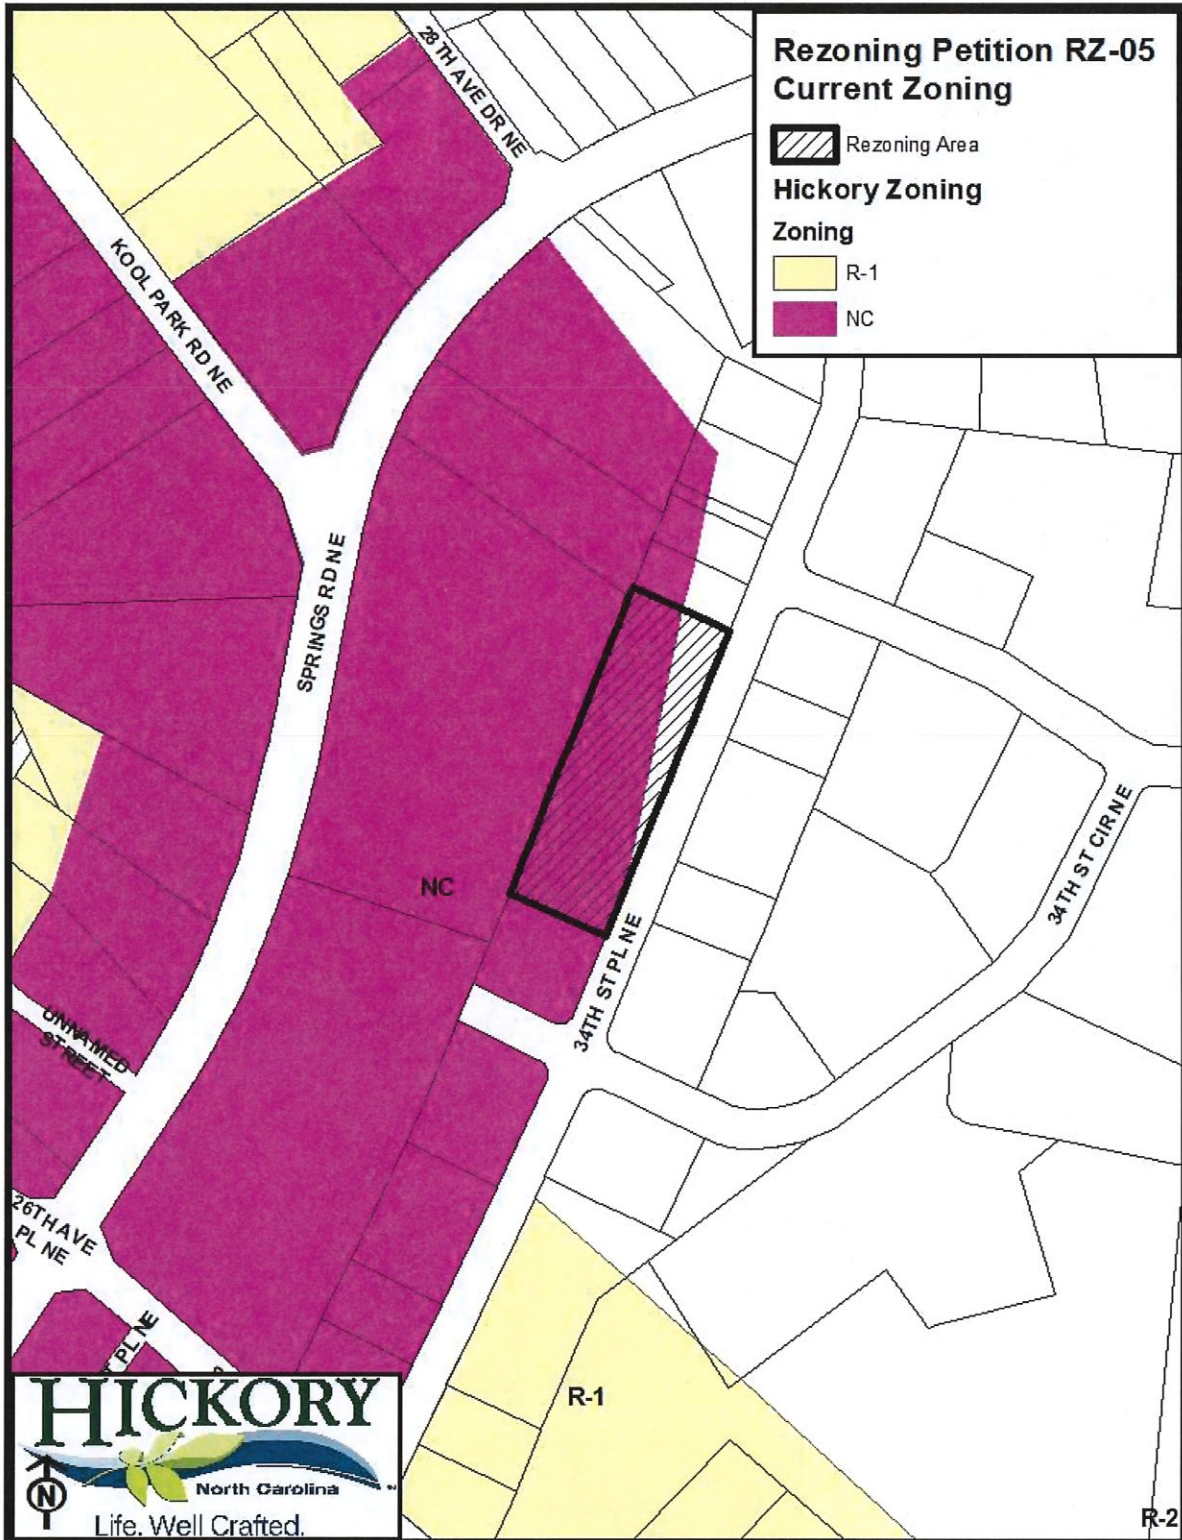 Rezoning Petition RZ-05
Current Zoning
Rezoning Area
Hickory Zoning
Zoning
R-1
NC
28TH AVE DR NE
KOOL PARK RD NE
SPRINGS RD NE
NC
34TH ST PL NE
34TH ST CIR NE
UNNAMED
STREET
26TH AVE
PL NE
PL NE
R-1
R-2
HICKORY
North Carolina
N
Life. Well Crafted.